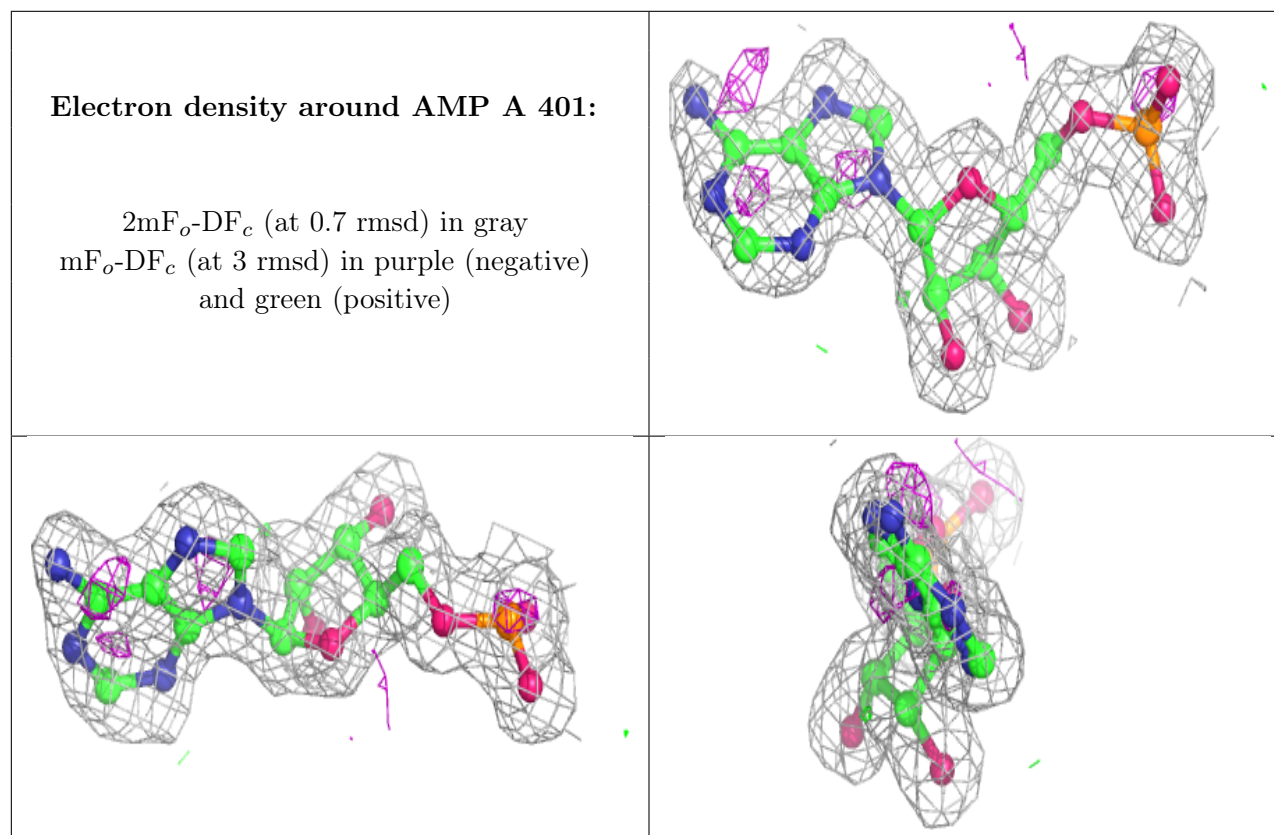 Electron density around AMP A 401:
2mFo-DFc (at 0.7 rmsd) in gray
mFo-DFc (at 3 rmsd) in purple (negative)
and green (positive)